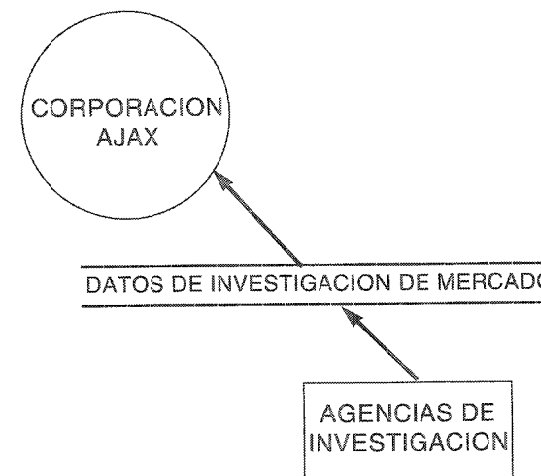 CORPORACION
AJAX
DATOS DE INVESTIGACION DE MERCADO
AGENCIAS DE
INVESTIGACION